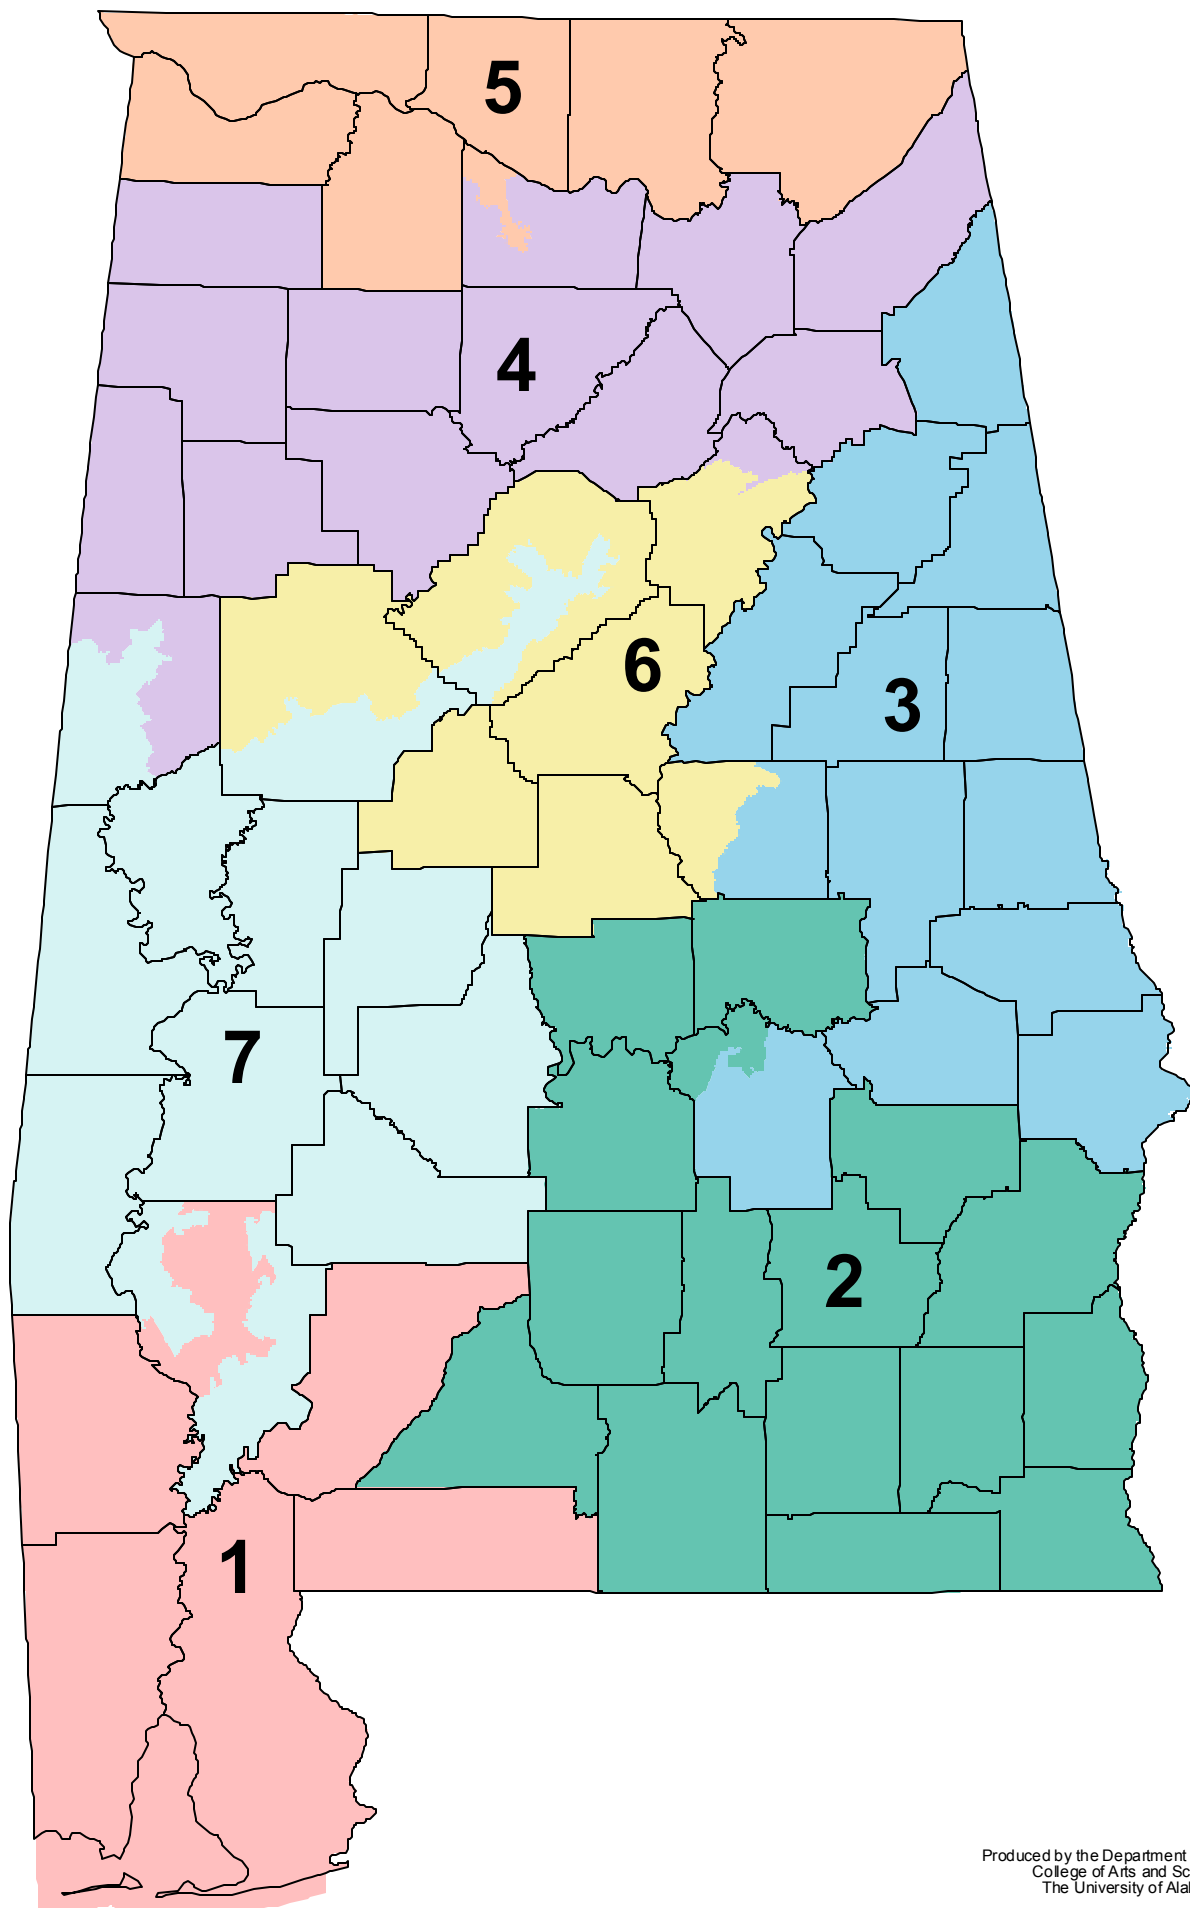 5
4
6
3
7
2
1
Produced by the Department
College of Arts and Sc
The University of Ala